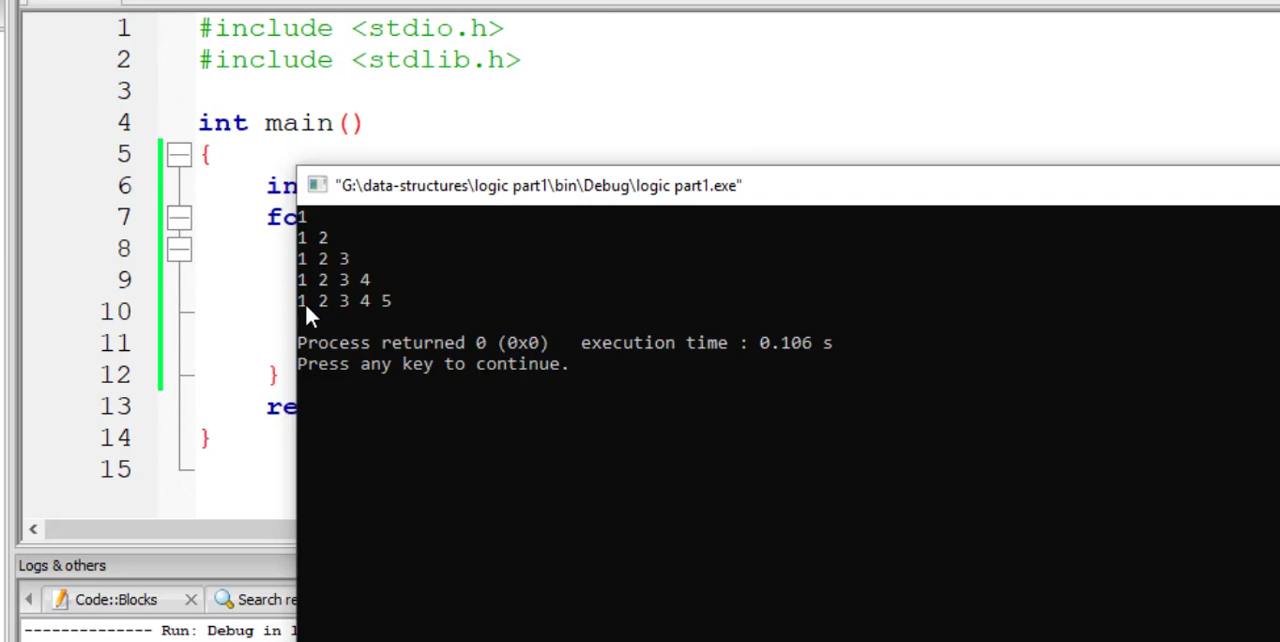 1 #include <stdio.h>
2 #include <stdlib.h>
3
4 int main()
5 {
6 in
7 fo
8
9
10
11
12 }
13 re
14 }
15
"G:\data-structures\logic part1\bin\Debug\logic part1.exe"
1
1 2
1 2 3
1 2 3 4
1 2 3 4 5
Process returned 0 (0x0)   execution time : 0.106 s
Press any key to continue.
Logs & others
Code::Blocks Search re
-------------- Run: Debug in l